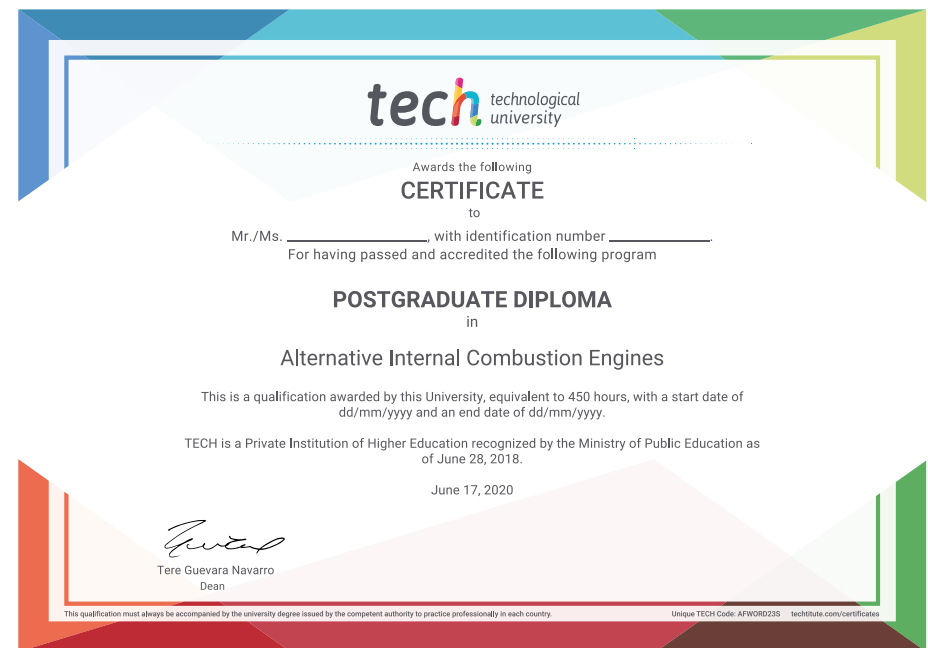 tech technological
university
Awards the following
CERTIFICATE
to
Mr./Ms. ____________, with identification number ____________.
For having passed and accredited the following program
POSTGRADUATE DIPLOMA
in
Alternative Internal Combustion Engines
This is a qualification awarded by this University, equivalent to 450 hours, with a start date of
dd/mm/yyyy and an end date of dd/mm/yyyy.
TECH is a Private Institution of Higher Education recognized by the Ministry of Public Education as
of June 28, 2018.
June 17, 2020
Tere Guevara Navarro
Dean
This qualification must always be accompanied by the university degree issued by the competent authority to practice professionally in each country. Unique TECH Code: AFWORD23S techtitute.com/certificates